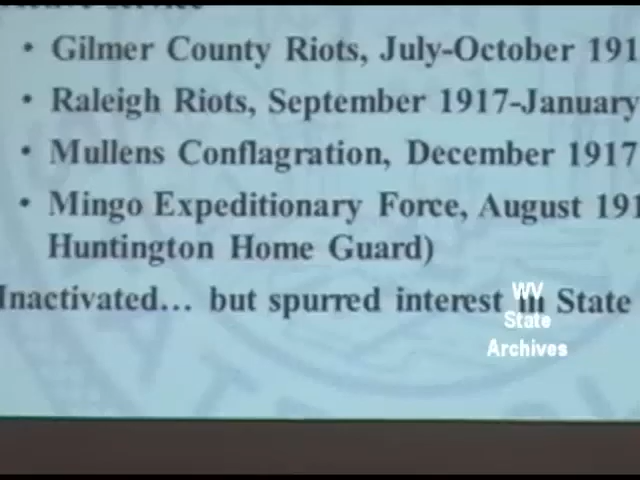 • Gilmer County Riots, July-October 191
• Raleigh Riots, September 1917-January
• Mullens Conflagration, December 1917
• Mingo Expeditionary Force, August 191
Huntington Home Guard)
Inactivated... but spurred interest in State
WV
State
Archives